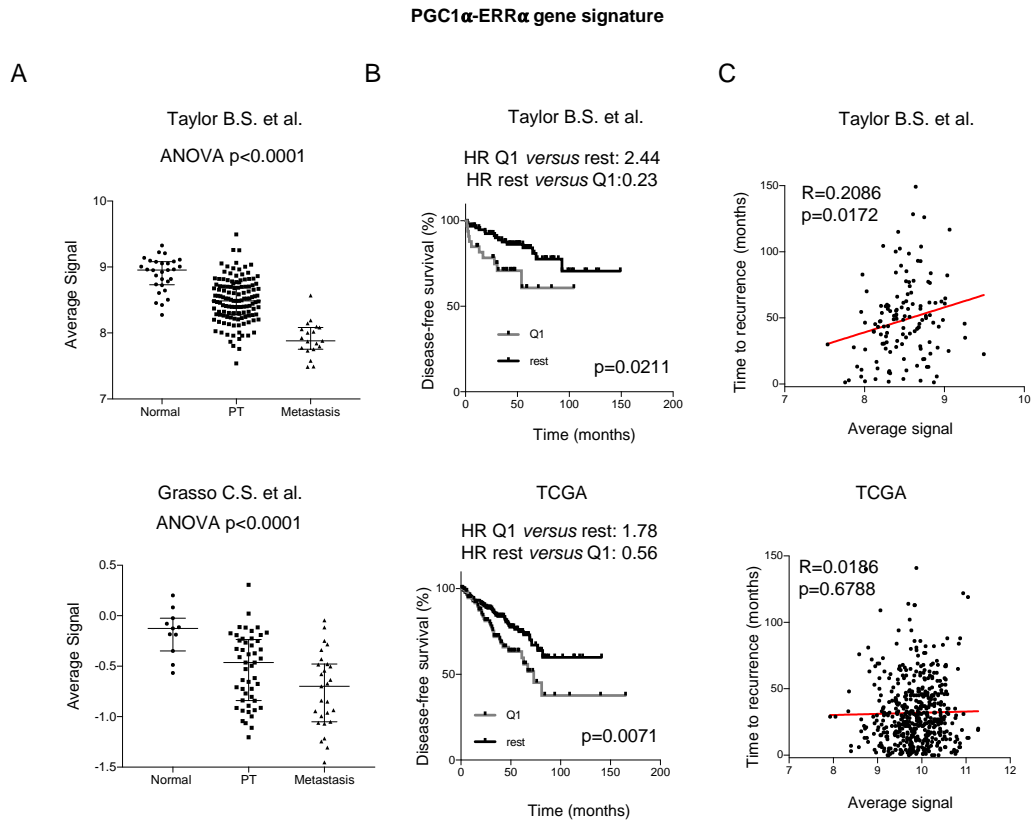 PGC1α-ERRα gene signature
A
B
C
Taylor B.S. et al.
ANOVA p<0.0001
Average Signal
10
9
8
7
Normal
PT
Metastasis
Taylor B.S. et al.
HR Q1 versus rest: 2.44
HR rest versus Q1:0.23
Disease-free survival (%)
100
50
0
Q1
rest
p=0.0211
0
50
100
150
200
Time (months)
Taylor B.S. et al.
R=0.2086
p=0.0172
Time to recurrence (months)
150
100
50
0
7
8
9
10
Average signal
Grasso C.S. et al.
ANOVA p<0.0001
Average Signal
0.5
0.0
-0.5
-1.0
-1.5
Normal
PT
Metastasis
TCGA
HR Q1 versus rest: 1.78
HR rest versus Q1: 0.56
Disease-free survival (%)
100
50
0
Q1
rest
p=0.0071
0
50
100
150
200
Time (months)
TCGA
R=0.0186
p=0.6788
Time to recurrence (months)
200
150
100
50
0
7
8
9
10
11
12
Average signal